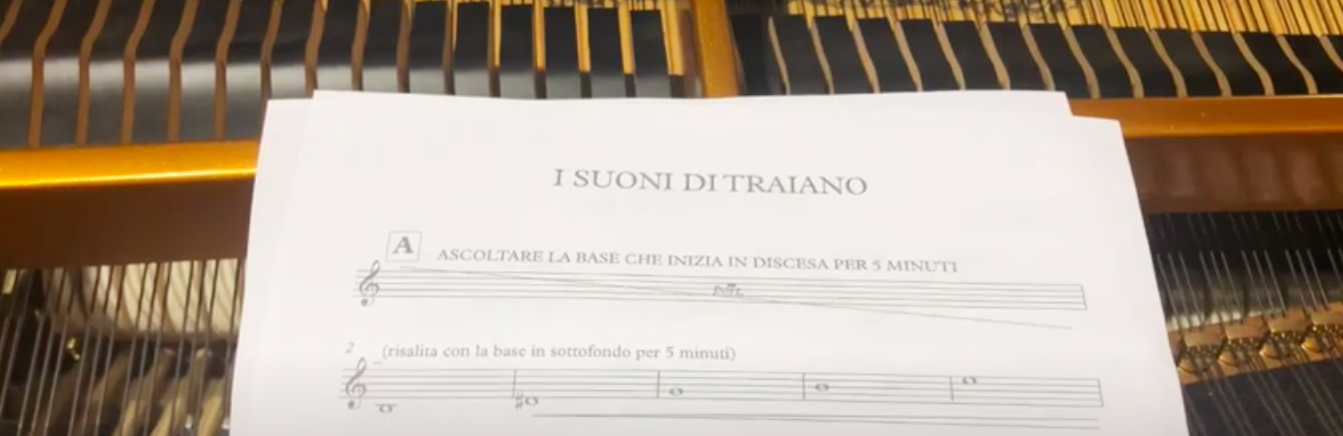 I SUONI DI TRAIANO
A
ASCOLTARE LA BASE CHE INIZIA IN DISCESA PER 5 MINUTI
2
(risalita con la base in sottofondo per 5 minuti)